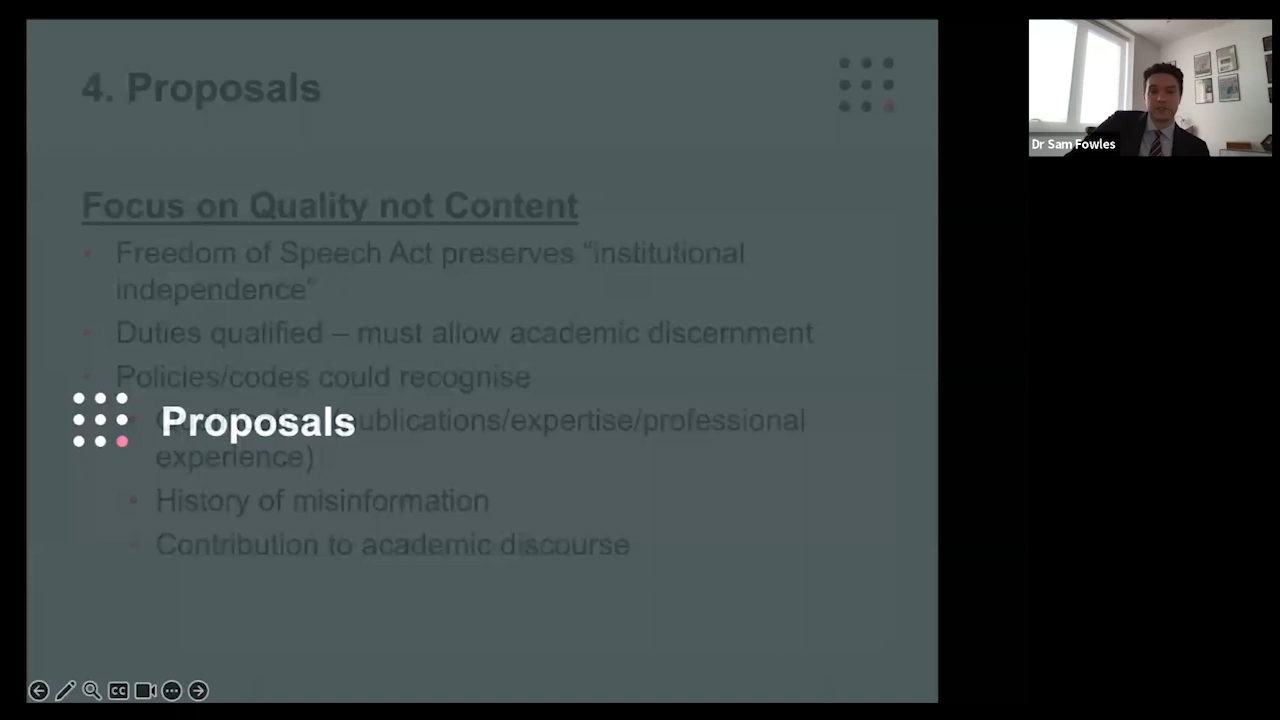 4. Proposals
Focus on Quality not Content
Freedom of Speech Act preserves “institutional
independence”
Duties qualified – must allow academic discernment
Policies/codes could recognise
Proposals
publications/expertise/professional
experience)
History of misinformation
Contribution to academic discourse
Dr Sam Fowles
CC